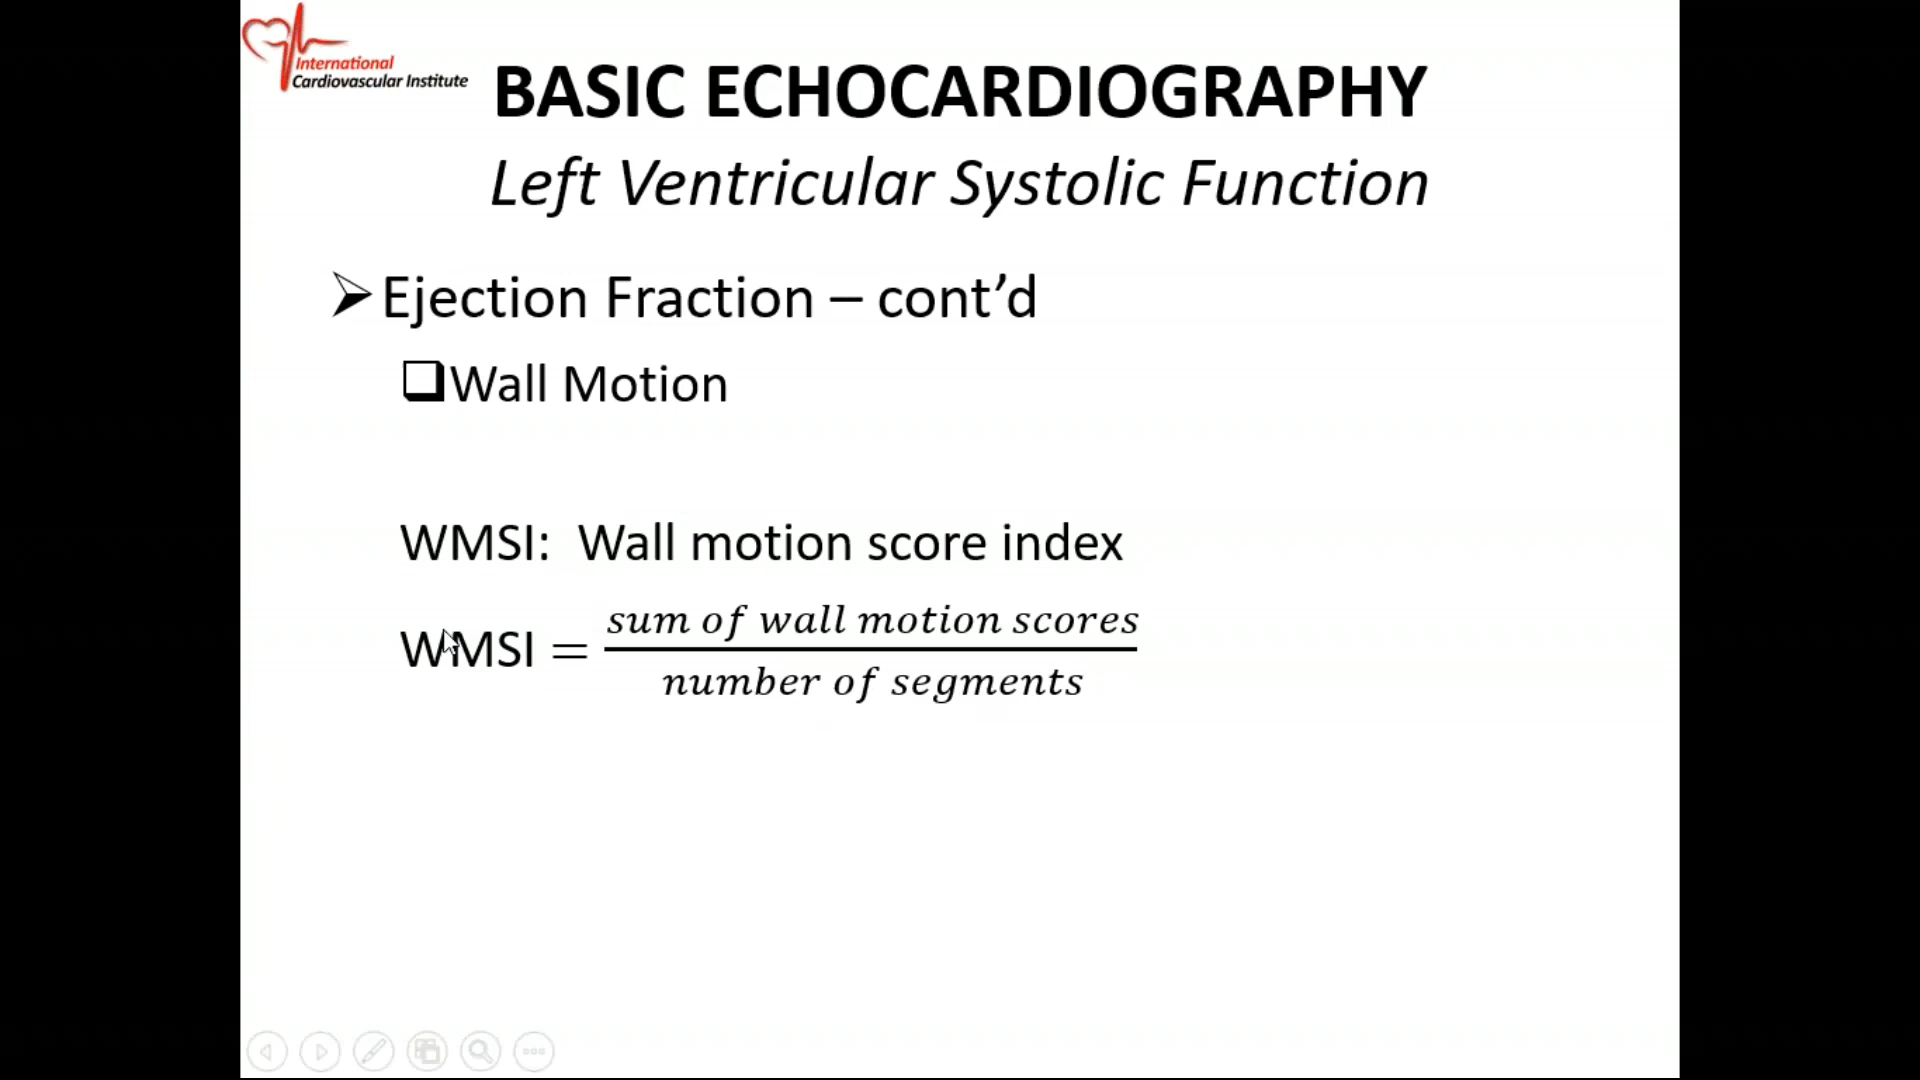 International
Cardiovascular Institute
BASIC ECHOCARDIOGRAPHY
Left Ventricular Systolic Function
Ejection Fraction – cont’d
Wall Motion
WMSI: Wall motion score index
WMSI = sum of wall motion scores
number of segments